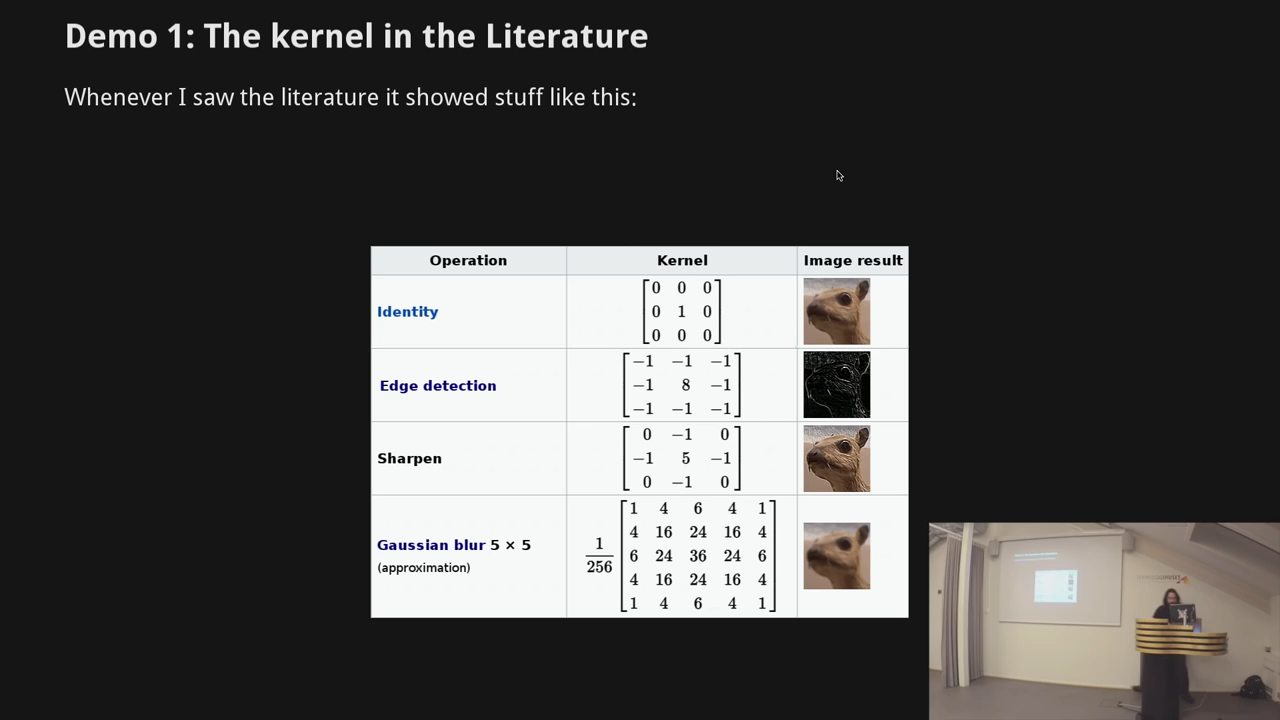 Demo 1: The kernel in the Literature
Whenever I saw the literature it showed stuff like this:
Operation Kernel Image result
Identity
0 0 0
0 1 0
0 0 0
Edge detection
−1 −1 −1
−1 8 −1
−1 −1 −1
Sharpen
0 −1 0
−1 5 −1
0 −1 0
Gaussian blur 5 × 5
(approximation)
1
256
1 4 6 4 1
4 16 24 16 4
6 24 36 24 6
4 16 24 16 4
1 4 6 4 1